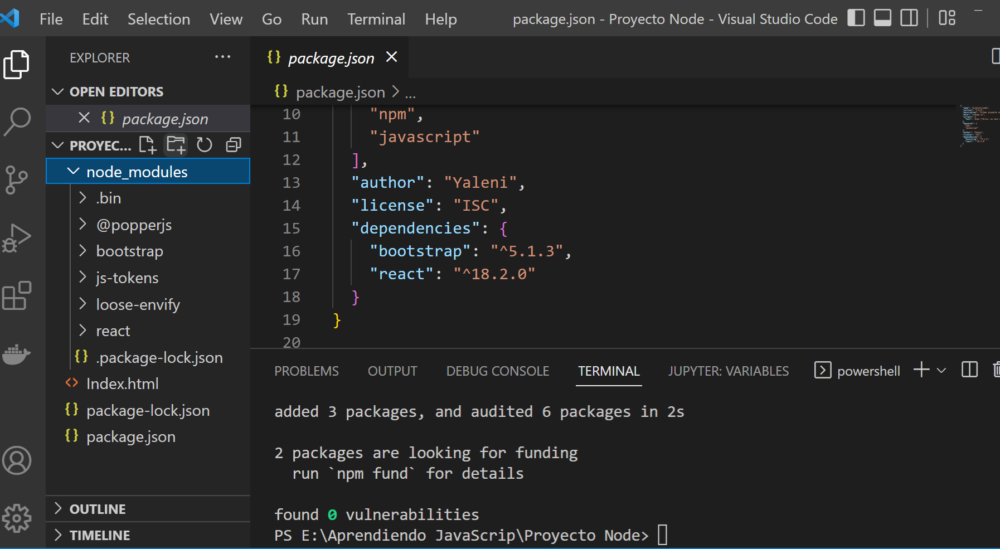 File Edit Selection View Go Run Terminal Help package.json - Proyecto Node - Visual Studio Code
EXPLORER ...
OPEN EDITORS
{} package.json
PROYEC...
node_modules
.bin
@popperjs
bootstrap
js-tokens
loose-envify
react
{} .package-lock.json
<> Index.html
{} package-lock.json
{} package.json
OUTLINE
TIMELINE
{} package.json
{} package.json > ...
10 "npm",
11 "javascript"
12 ],
13 "author": "Yaleni",
14 "license": "ISC",
15 "dependencies": {
16 "bootstrap": "^5.1.3",
17 "react": "^18.2.0"
18 }
19 }
20
PROBLEMS OUTPUT DEBUG CONSOLE TERMINAL JUPYTER: VARIABLES powershell
added 3 packages, and audited 6 packages in 2s
2 packages are looking for funding
run `npm fund` for details
found 0 vulnerabilities
PS E:\Aprendiendo JavaScrip\Proyecto Node>